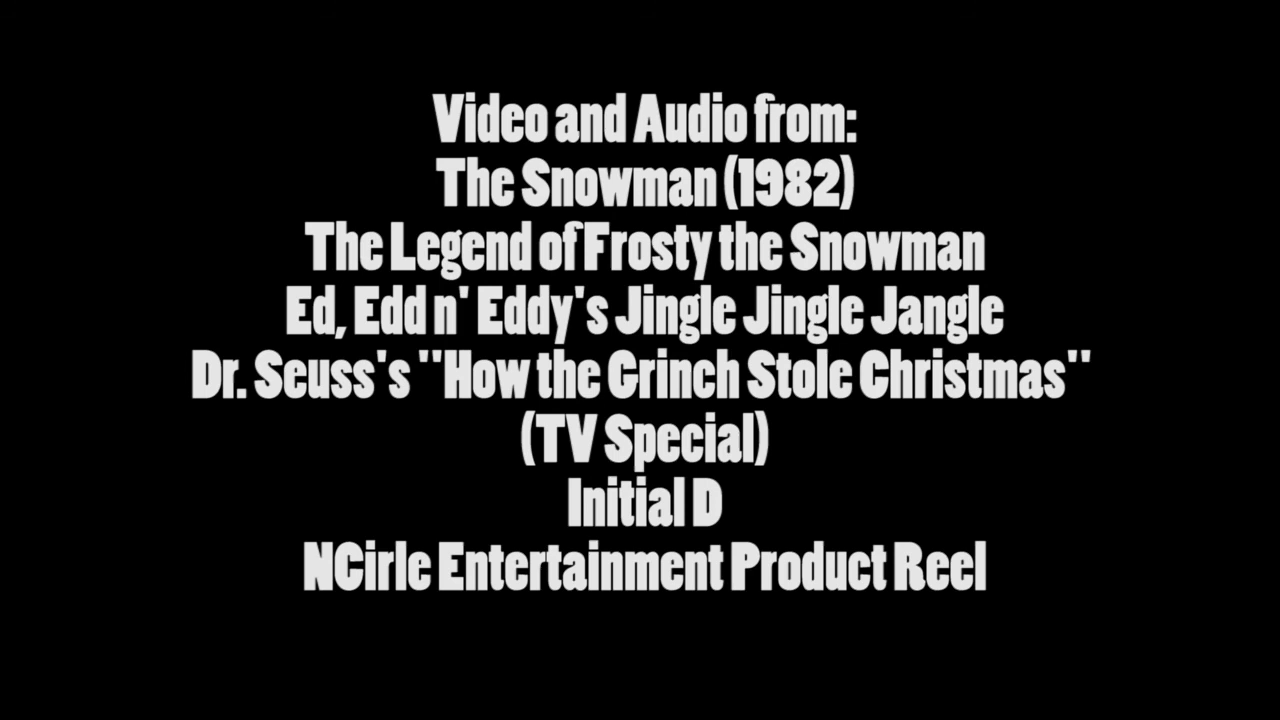 Video and Audio from:
The Snowman (1982)
The Legend of Frosty the Snowman
Ed, Edd n' Eddy's Jingle Jingle Jangle
Dr. Seuss's "How the Grinch Stole Christmas"
(TV Special)
Initial D
NCirle Entertainment Product Reel